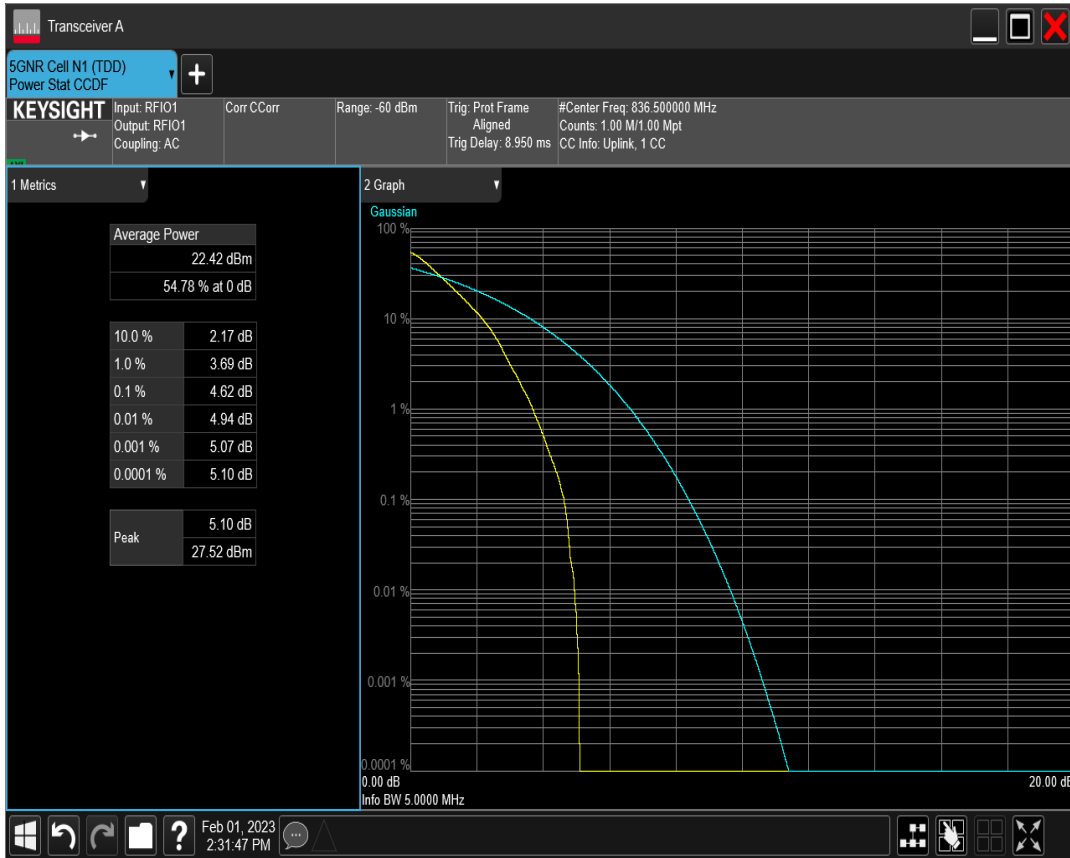 Transceiver A
5GNR Cell N1 (TDD)
Power Stat CCDF
KEYSIGHT
Input: RFIO1
Output: RFIO1
Coupling: AC
Corr CCorr
Range: -60 dBm
Trig: Prot Frame
Aligned
Trig Delay: 8.950 ms
#Center Freq: 836.500000 MHz
Counts: 1.00 M/1.00 Mpt
CC Info: Uplink, 1 CC
1 Metrics
Average Power
22.42 dBm
54.78 % at 0 dB
10.0 % 2.17 dB
1.0 % 3.69 dB
0.1 % 4.62 dB
0.01 % 4.94 dB
0.001 % 5.07 dB
0.0001 % 5.10 dB
Peak
5.10 dB
27.52 dBm
2 Graph
Gaussian
100 %
10 %
1 %
0.1 %
0.01 %
0.001 %
0.0001 %
0.00 dB
20.00 dB
Info BW 5.0000 MHz
Feb 01, 2023
2:31:47 PM